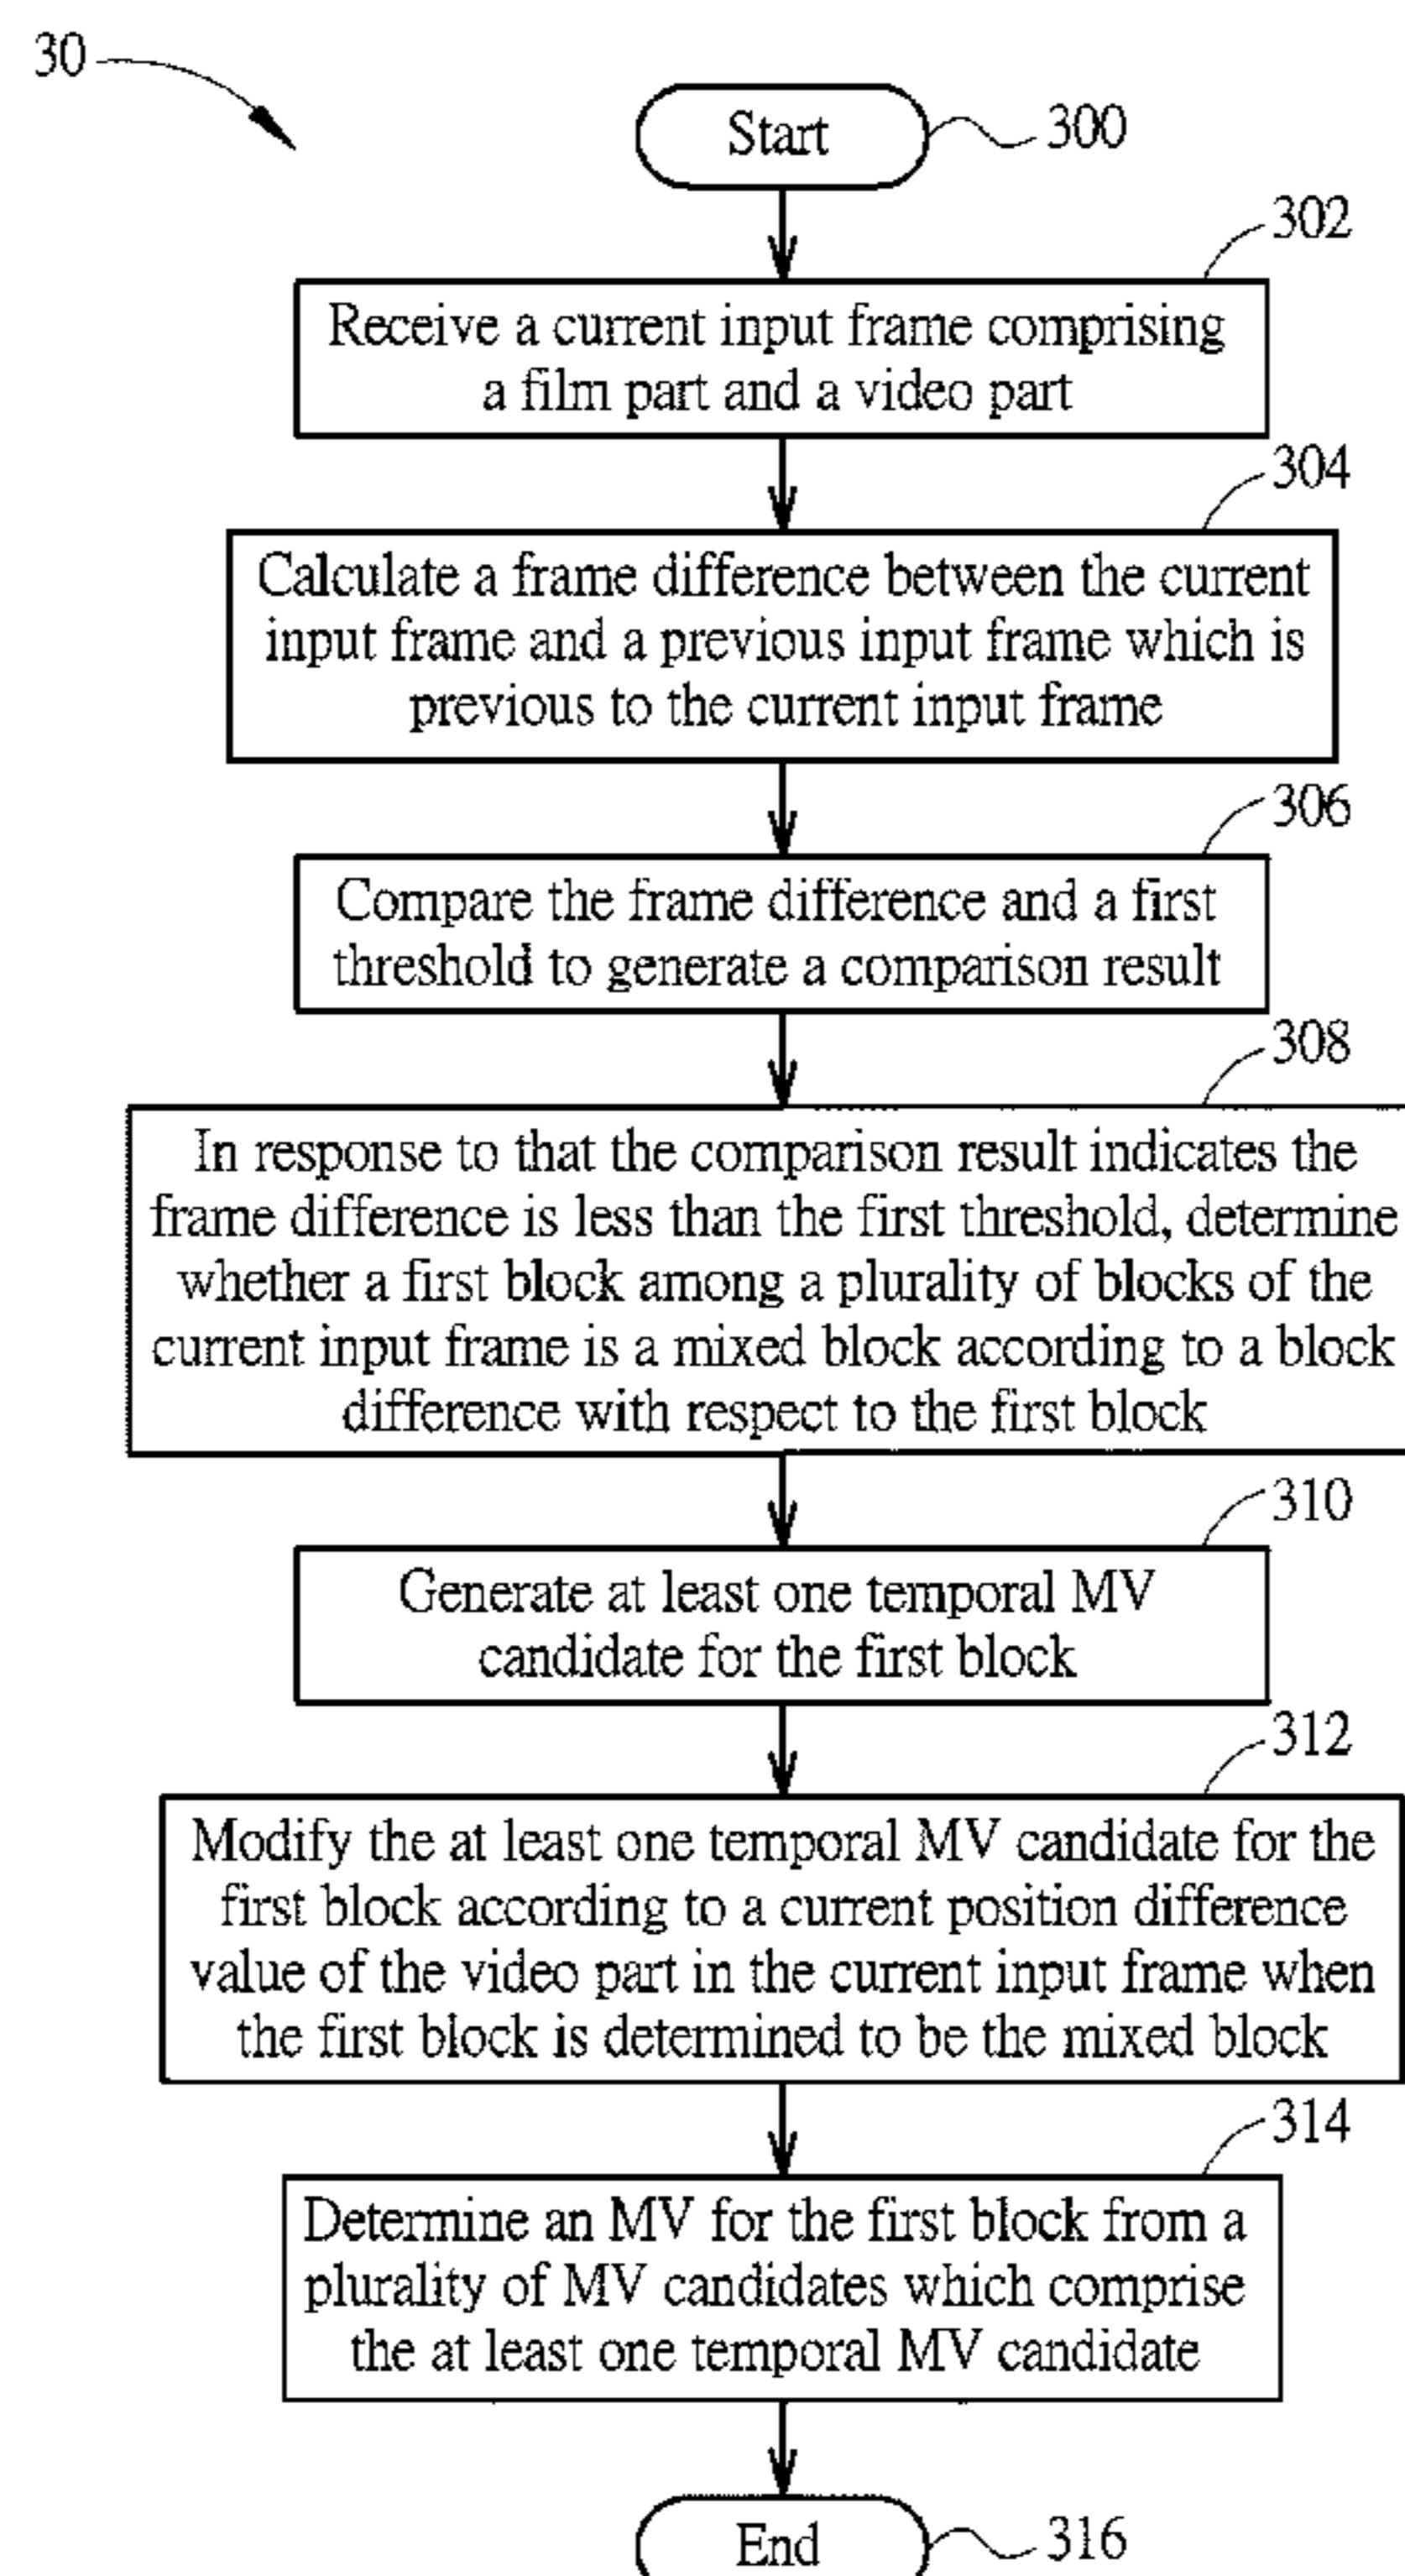 30
Start
300
302
Receive a current input frame comprising
a film part and a video part
304
Calculate a frame difference between the current
input frame and a previous input frame which is
previous to the current input frame
306
Compare the frame difference and a first
threshold to generate a comparison result
308
In response to that the comparison result indicates the
frame difference is less than the first threshold, determine
whether a first block among a plurality of blocks of the
current input frame is a mixed block according to a block
difference with respect to the first block
310
Generate at least one temporal MV
candidate for the first block
312
Modify the at least one temporal MV candidate for the
first block according to a current position difference
value of the video part in the current input frame when
the first block is determined to be the mixed block
314
Determine an MV for the first block from a
plurality of MV candidates which comprise
the at least one temporal MV candidate
End
316